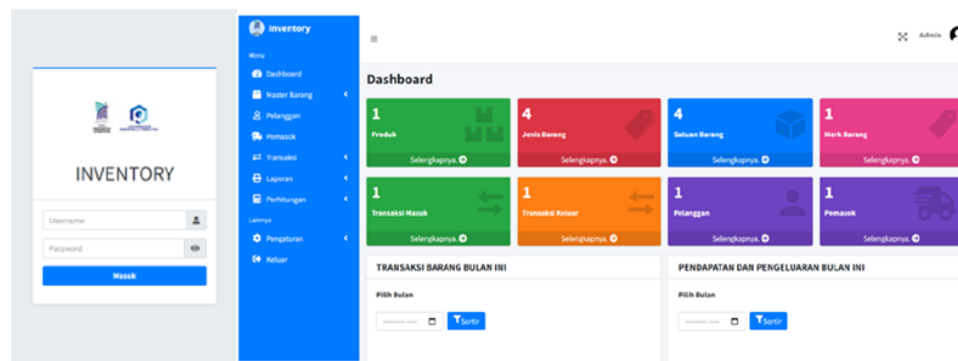 INVENTORY
Username
Password
Masuk
Inventory
Menu
Dashboard
Master Barang
Pelanggan
Pemasok
Transaksi
Laporan
Perhitungan
Lainnya
Pengaturan
Keluar
Admin
Dashboard
1
Produk
Selengkapnya.
4
Jenis Barang
Selengkapnya.
4
Satuan Barang
Selengkapnya.
1
Merk Barang
Selengkapnya.
1
Transaksi Masuk
Selengkapnya.
1
Transaksi Keluar
Selengkapnya.
1
Pelanggan
Selengkapnya.
1
Pemasok
Selengkapnya.
TRANSAKSI BARANG BULAN INI
Pilih Bulan
Sortir
PENDAPATAN DAN PENGELUARAN BULAN INI
Pilih Bulan
Sortir